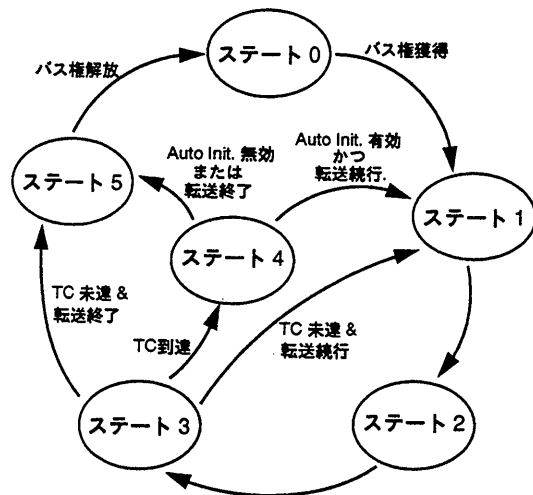 ステート 0
バス権解放
バス権獲得
Auto Init. 無効
または
転送終了
Auto Init. 有効
かつ
転送続行.
ステート 5
ステート 1
ステート 4
TC 未達 &
転送終了
TC到達
TC 未達 &
転送続行
ステート 3
ステート 2